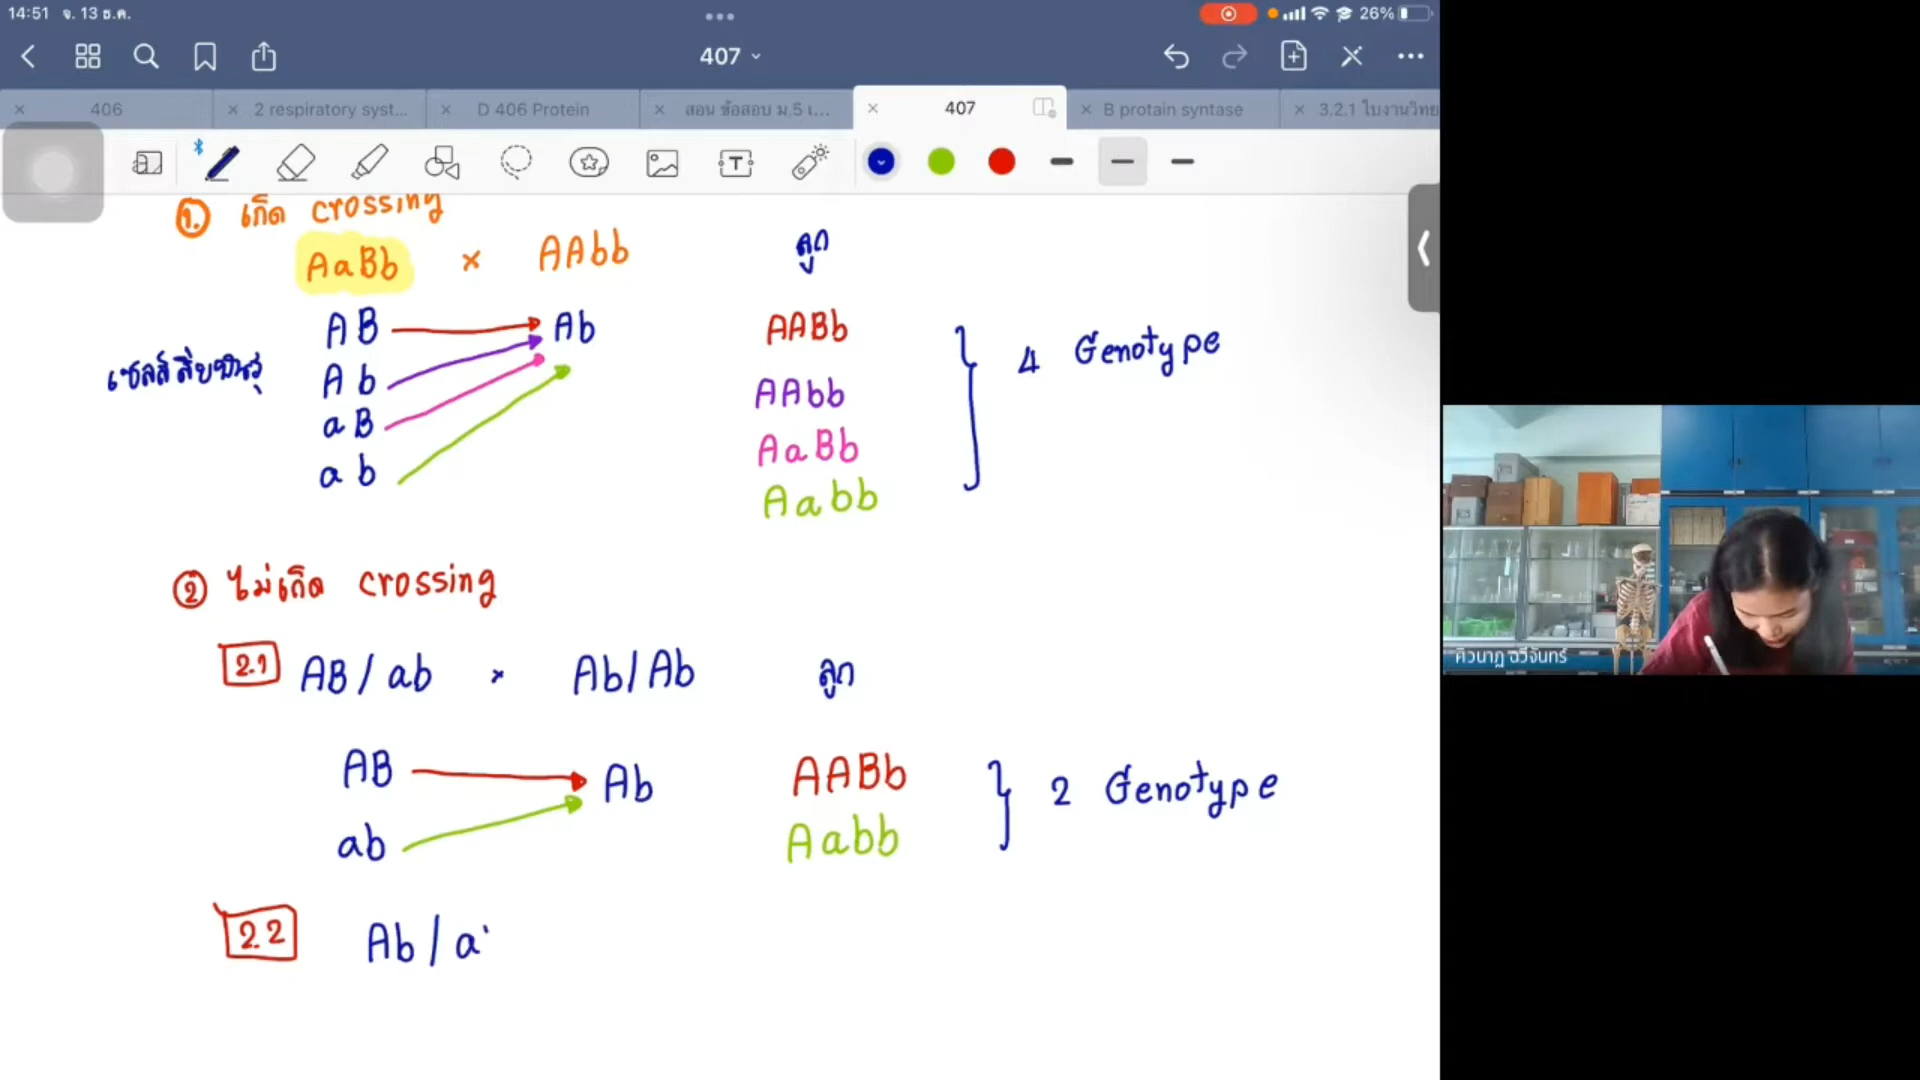 14:51 จ. 13 ธ.ค.
26%
407
406
2 respiratory syst...
D 406 Protein
สอน ข้อสอบ ม.5 เ...
407
B protain syntase
3.2.1 ใบงานวิทย
1. เกิด crossing
AaBb × AAbb ลูก
AB Ab AABb
เซลล์สืบพันธุ์
Ab AAbb
4 Genotype
aB AaBb
ab Aabb
2 ไม่เกิด crossing
2.1 AB/ab × Ab/Ab ลูก
AB Ab AABb
2 Genotype
ab Aabb
2.2 Ab/a
ศิวนาฏ ฉวีจันทร์